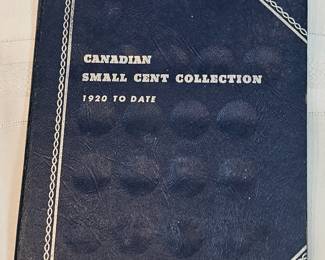 CANADIAN
SMALL CENT COLLECTION
1920 TO DATE